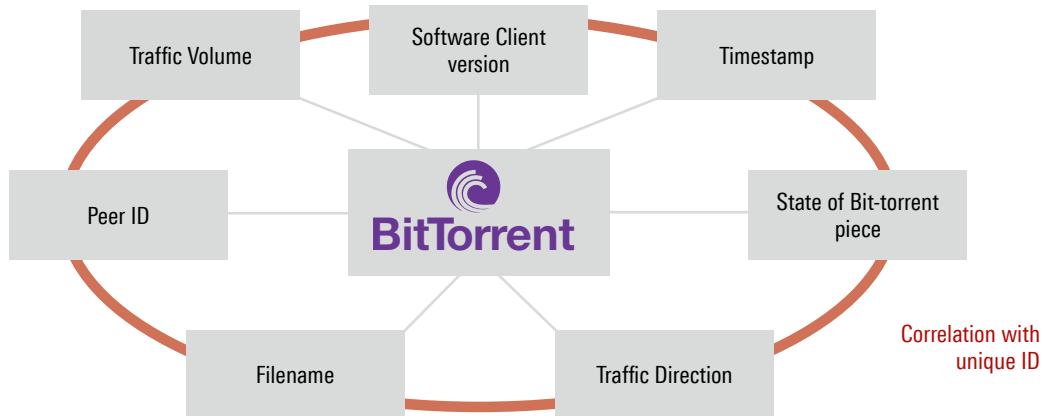 Traffic Volume
Software Client
version
Timestamp
Peer ID
BitTorrent
State of Bit-torrent
piece
Filename
Traffic Direction
Correlation with
unique ID